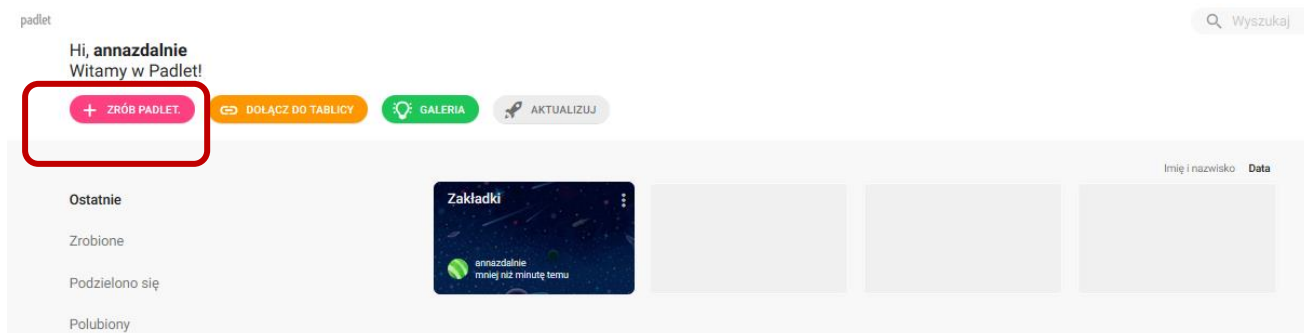 padlet
Wyszukaj
Hi, annazdalnie
Witamy w Padlet!
ZRÓB PADLET.
DOŁĄCZ DO TABLICY
GALERIA
AKTUALIZUJ
Imię i nazwisko Data
Ostatnie
Zrobione
Podzielono się
Polubiony
Zakładki
annazdalnie
mniej niż minutę temu